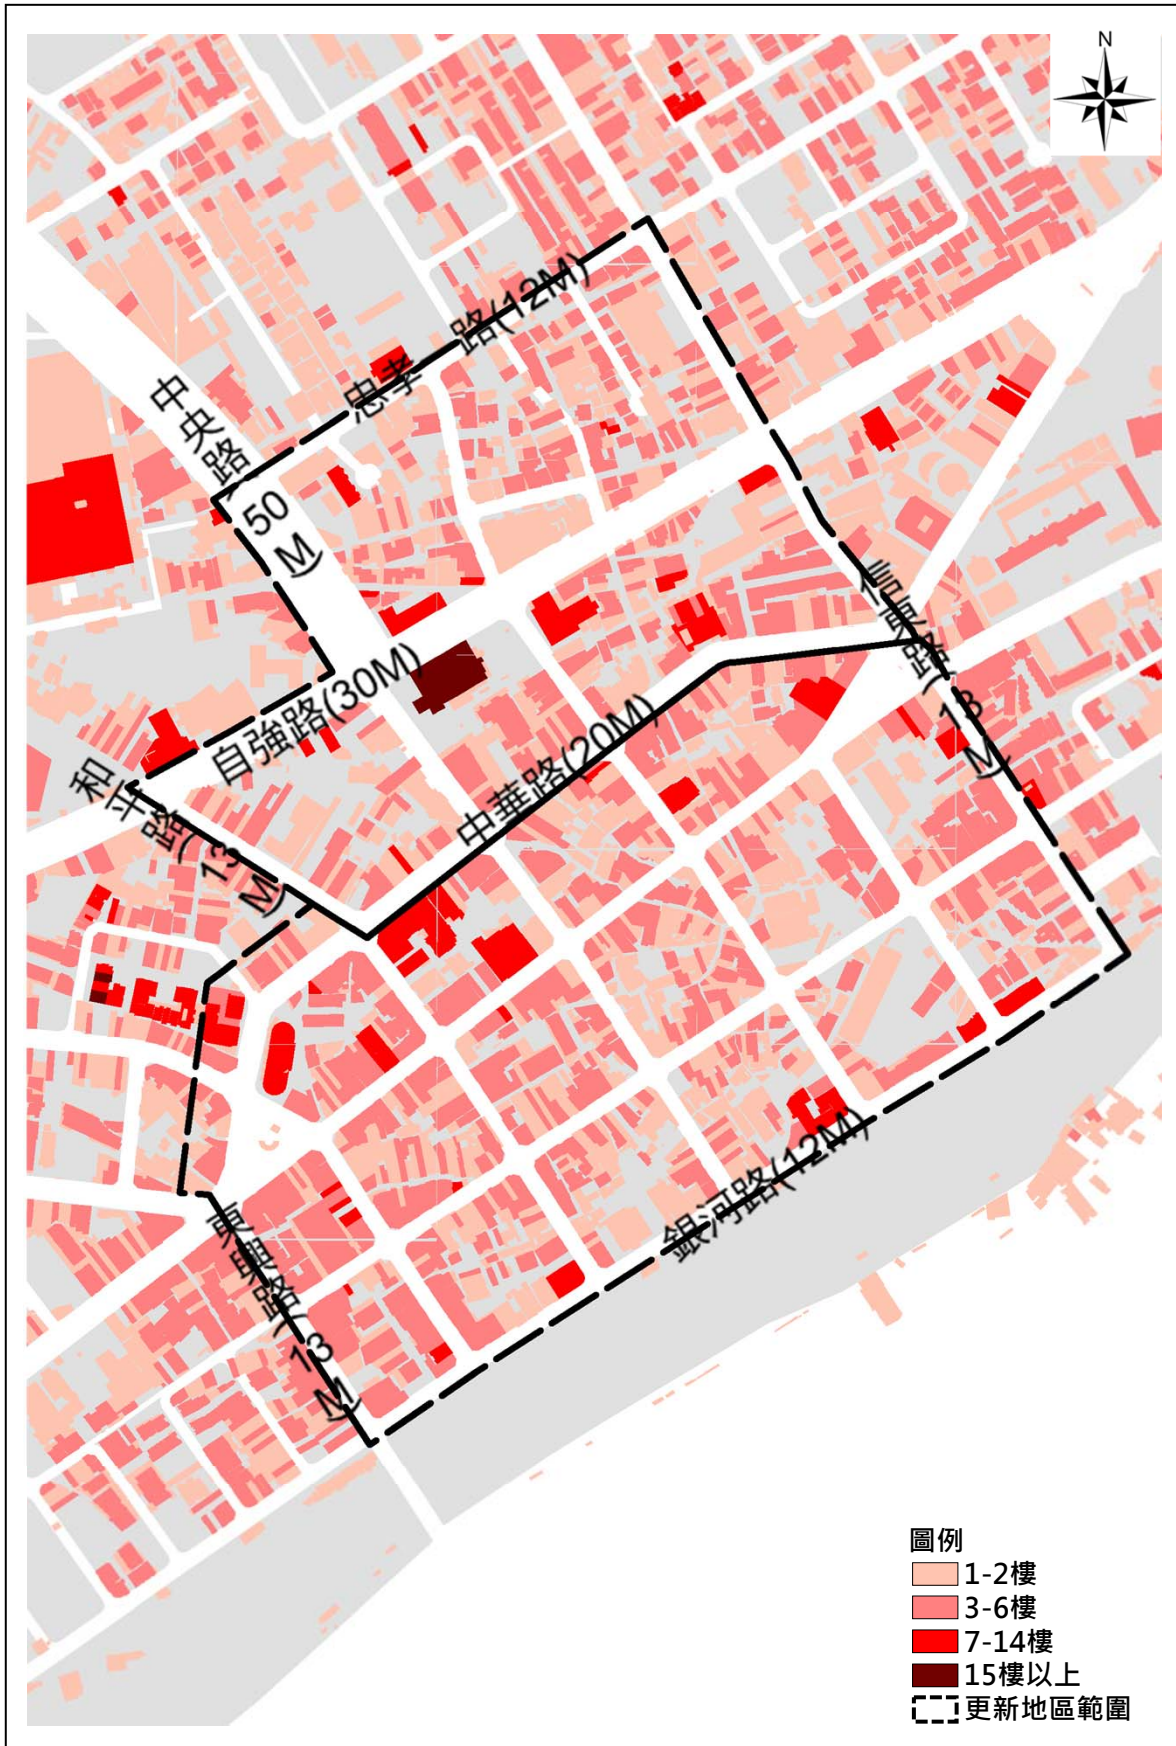 N
忠孝 路(12M)
中央路 50M
信東路(13M)
自強路(30M)
中華路(20M)
和平路(13M)
銀河路(12M)
東興路(13M)
圖例
1-2樓
3-6樓
7-14樓
15樓以上
更新地區範圍